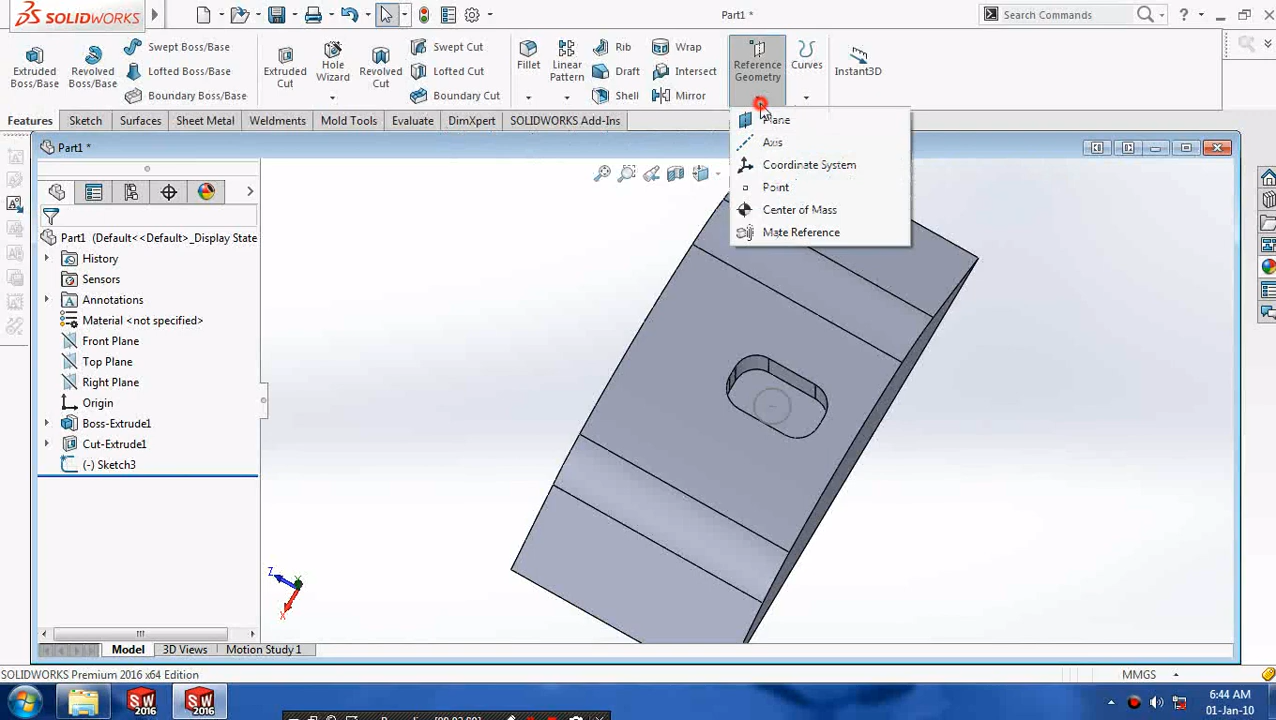 SOLIDWORKS
Part1 *
Search Commands
?
Extruded
Boss/Base
Revolved
Boss/Base
Swept Boss/Base
Lofted Boss/Base
Boundary Boss/Base
Extruded
Cut
Hole
Wizard
Revolved
Cut
Swept Cut
Lofted Cut
Boundary Cut
Fillet
Linear
Pattern
Rib
Draft
Shell
Wrap
Intersect
Mirror
Reference
Geometry
Curves
Instant3D
Features
Sketch
Surfaces
Sheet Metal
Weldments
Mold Tools
Evaluate
DimXpert
SOLIDWORKS Add-Ins
Plane
Axis
Coordinate System
Point
Center of Mass
Mate Reference
Part1 *
Part1 (Default<<Default>_Display State
History
Sensors
Annotations
Material <not specified>
Front Plane
Top Plane
Right Plane
Origin
Boss-Extrude1
Cut-Extrude1
(-) Sketch3
Z
X
Model
3D Views
Motion Study 1
SOLIDWORKS Premium 2016 x64 Edition
MMGS
SW
2016
SW
2016
6:44 AM
01-Jan-10